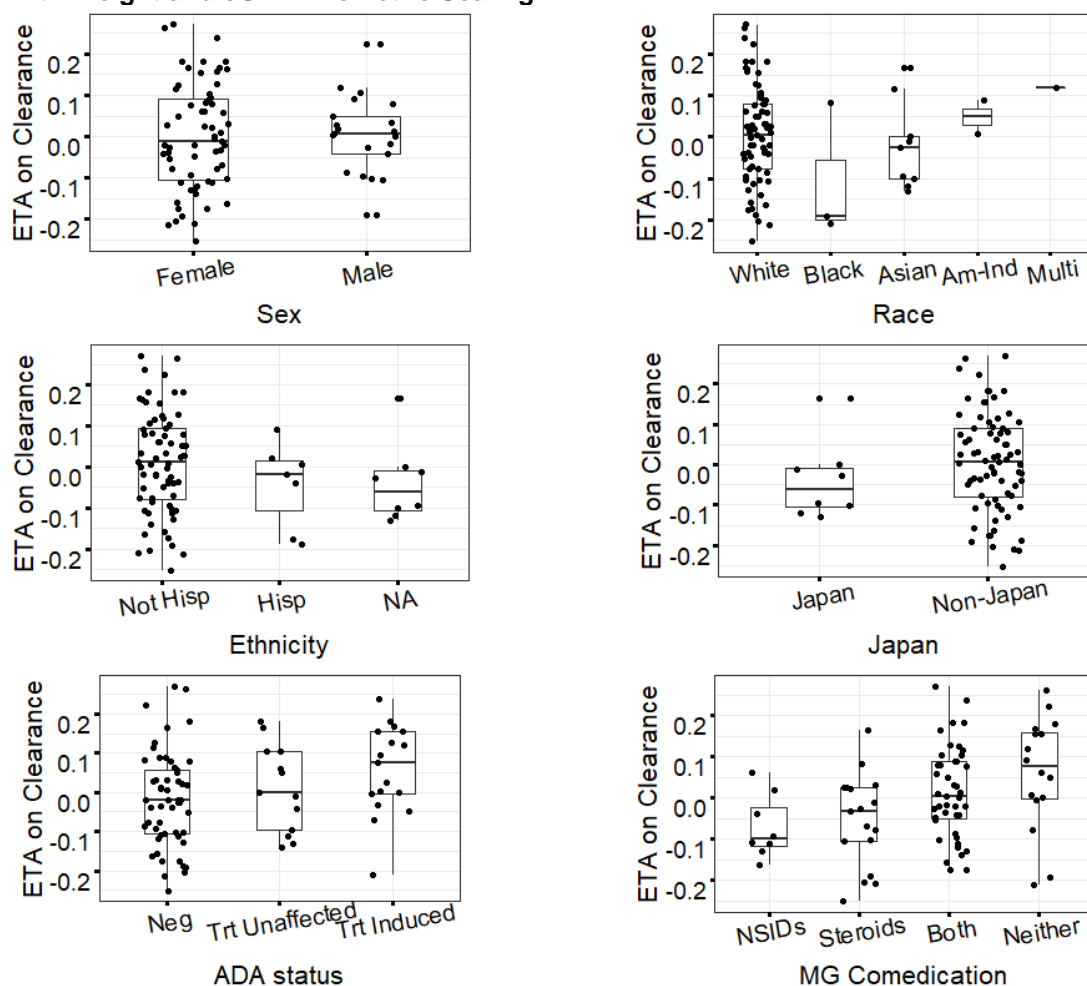 ETA on Clearance
0.2
0.1
0.0
-0.1
-0.2
Female Male
Sex
ETA on Clearance
0.2
0.1
0.0
-0.1
-0.2
White Black Asian Am-Ind Multi
Race
ETA on Clearance
0.2
0.1
0.0
-0.1
-0.2
Not Hisp Hisp NA
Ethnicity
ETA on Clearance
0.2
0.1
0.0
-0.1
-0.2
Japan Non-Japan
Japan
ETA on Clearance
0.2
0.1
0.0
-0.1
-0.2
Neg Trt Unaffected Trt Induced
ADA status
ETA on Clearance
0.2
0.1
0.0
-0.1
-0.2
NSIDs Steroids Both Neither
MG Comedication